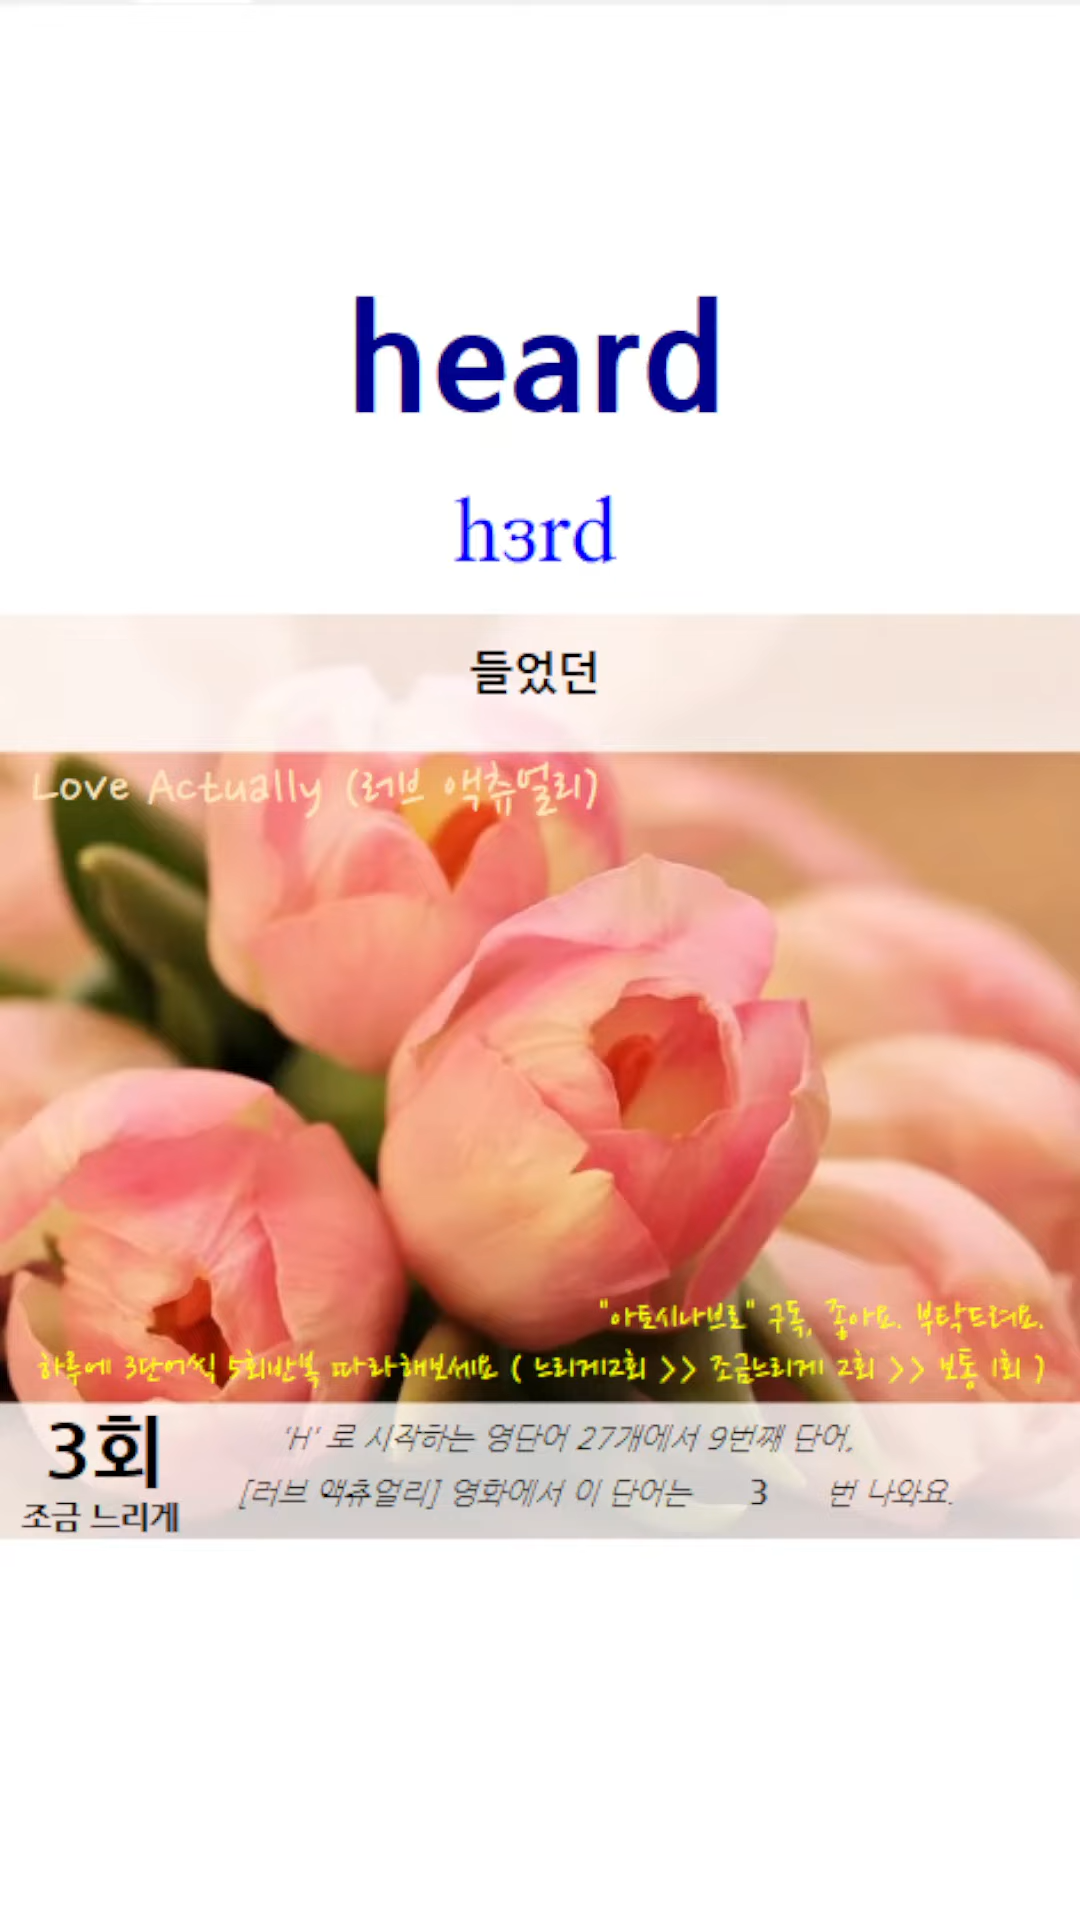 heard
hɜrd
들었던
Love Actually (러브 액츄얼리)
"아토시나브로" 구독, 좋아요. 부탁드려요.
하루에 3단어씩 5회반복 따라해보세요 ( 느리게2회 >> 조금느리게 2회 >> 보통 1회 )
3회
조금 느리게
'H' 로 시작하는 영단어 27개에서 9번째 단어,
[러브 액츄얼리] 영화에서 이 단어는 3 번 나와요.